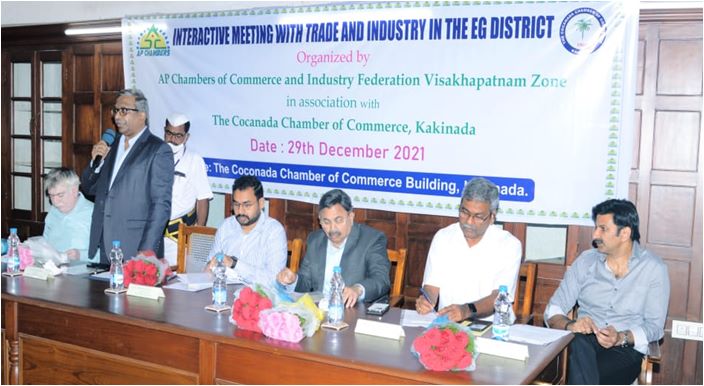 INTERACTIVE MEETING WITH TRADE AND INDUSTRY IN THE EG DISTRICT
AP CHAMBERS
Organized by
AP Chambers of Commerce and Industry Federation Visakhapatnam Zone
in association with
The Cocanada Chamber of Commerce, Kakinada
Date : 29th December 2021
e: The Coconada Chamber of Commerce Building, nada.